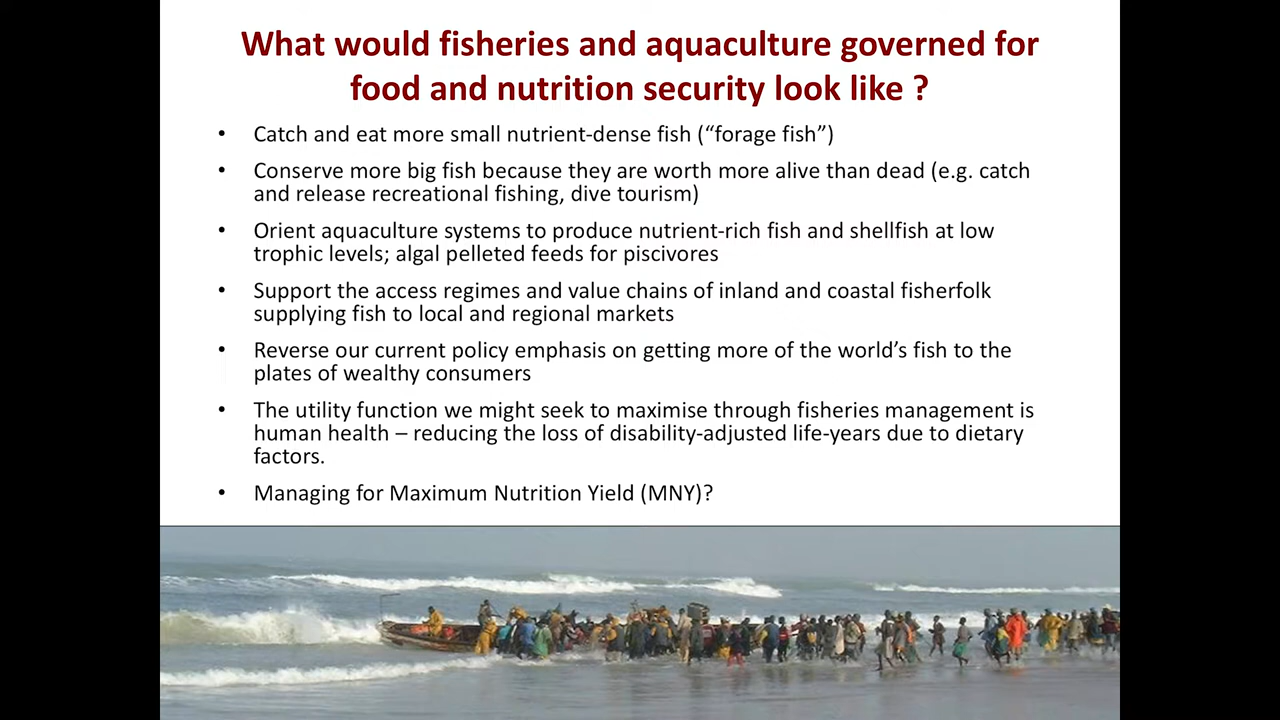 What would fisheries and aquaculture governed for
food and nutrition security look like ?
• Catch and eat more small nutrient-dense fish (“forage fish”)
• Conserve more big fish because they are worth more alive than dead (e.g. catch
and release recreational fishing, dive tourism)
• Orient aquaculture systems to produce nutrient-rich fish and shellfish at low
trophic levels; algal pelleted feeds for piscivores
• Support the access regimes and value chains of inland and coastal fisherfolk
supplying fish to local and regional markets
• Reverse our current policy emphasis on getting more of the world’s fish to the
plates of wealthy consumers
• The utility function we might seek to maximise through fisheries management is
human health – reducing the loss of disability-adjusted life-years due to dietary
factors.
• Managing for Maximum Nutrition Yield (MNY)?